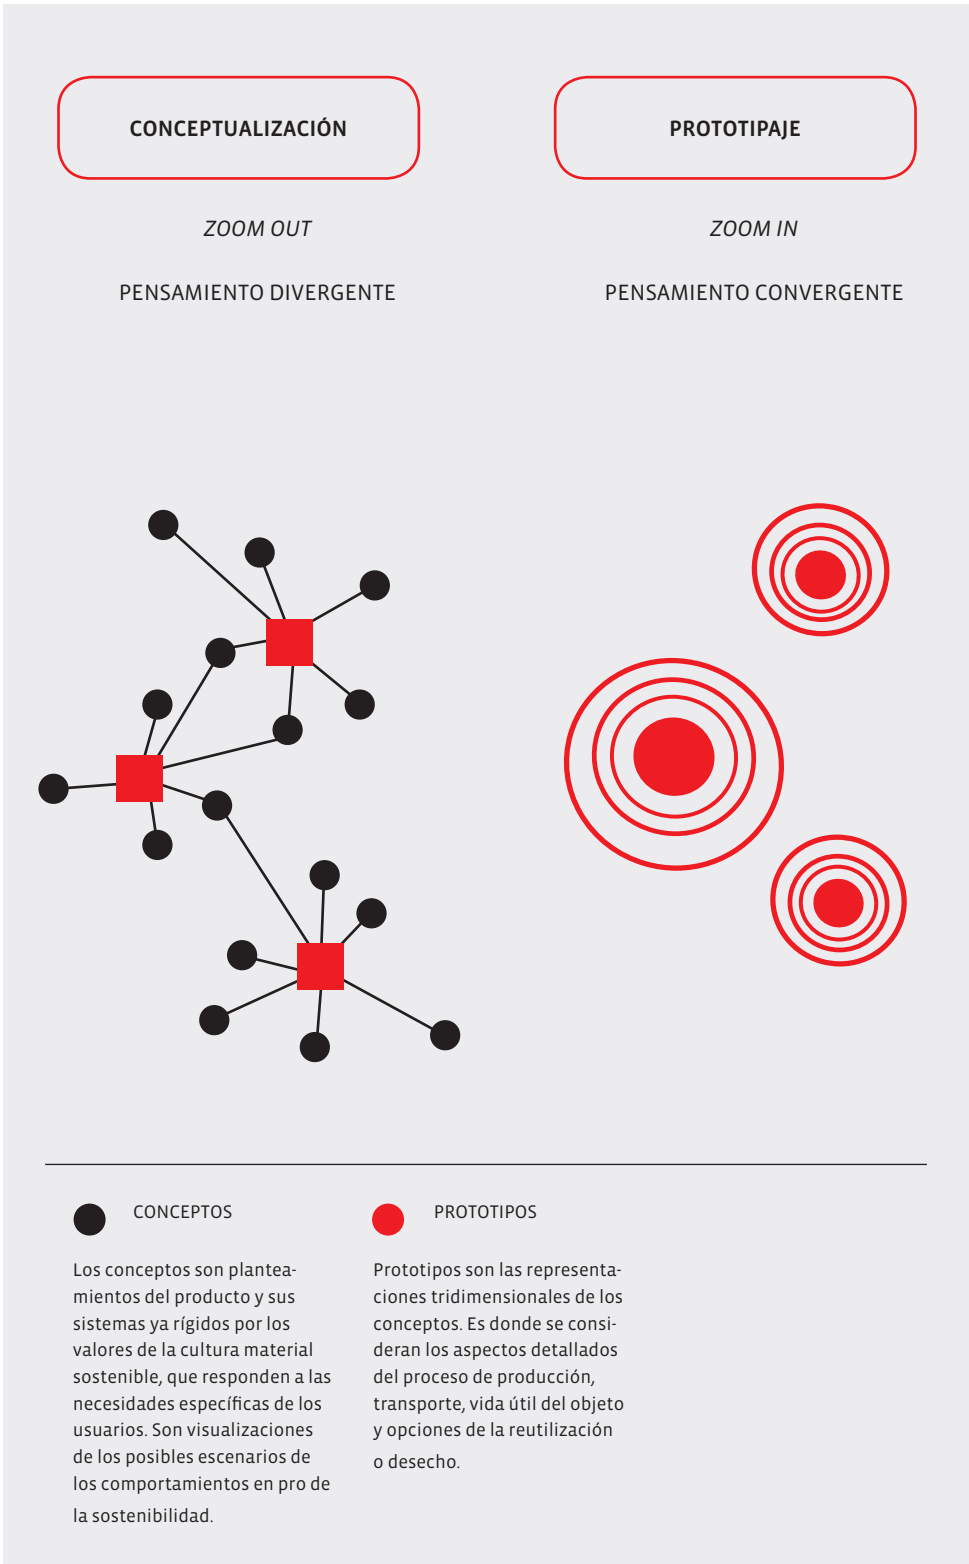 CONCEPTUALIZACIÓN
PROTOTIPAJE
ZOOM OUT
ZOOM IN
PENSAMIENTO DIVERGENTE
PENSAMIENTO CONVERGENTE
CONCEPTOS
Los conceptos son plantea-
mientos del producto y sus
sistemas ya rígidos por los
valores de la cultura material
sostenible, que responden a las
necesidades específicas de los
usuarios. Son visualizaciones
de los posibles escenarios de
los comportamientos en pro de
la sostenibilidad.
PROTOTIPOS
Prototipos son las representa-
ciones tridimensionales de los
conceptos. Es donde se consi-
deran los aspectos detallados
del proceso de producción,
transporte, vida útil del objeto
y opciones de la reutilización
o desecho.